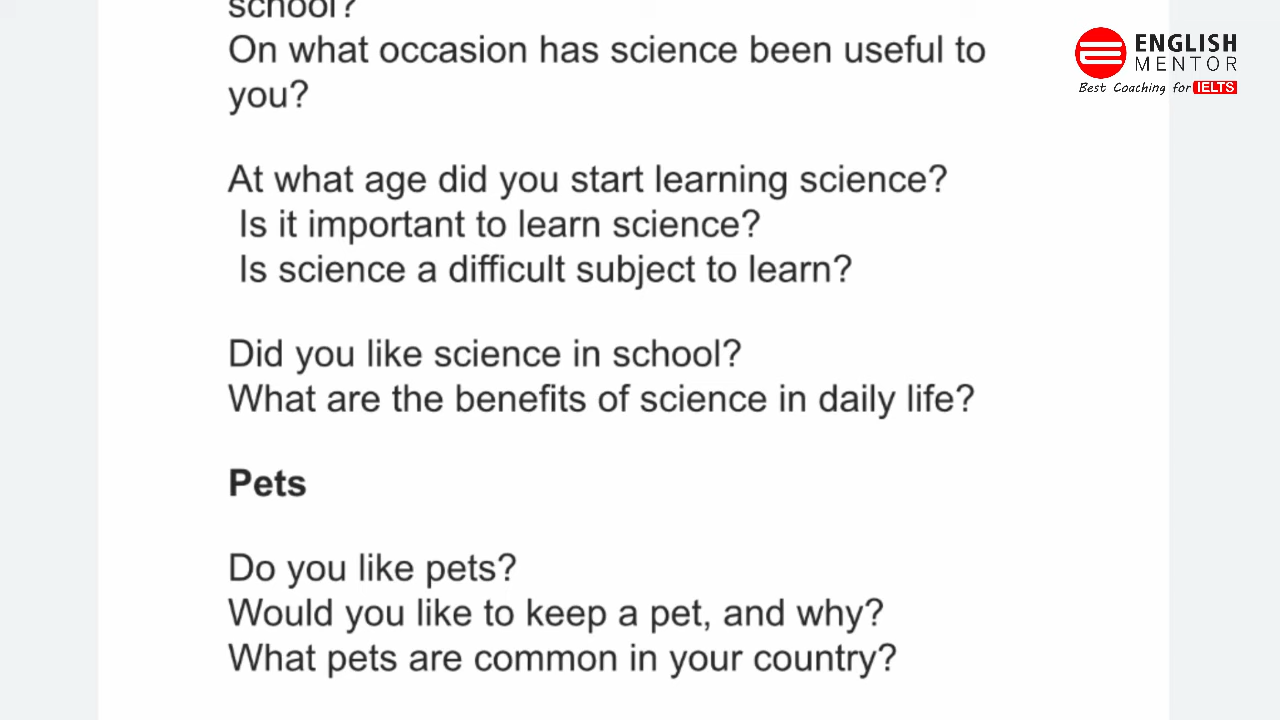 school?
On what occasion has science been useful to
you?
At what age did you start learning science?
Is it important to learn science?
Is science a difficult subject to learn?
Did you like science in school?
What are the benefits of science in daily life?
Pets
Do you like pets?
Would you like to keep a pet, and why?
What pets are common in your country?
ENGLISH
MENTOR
Best Coaching for IELTS